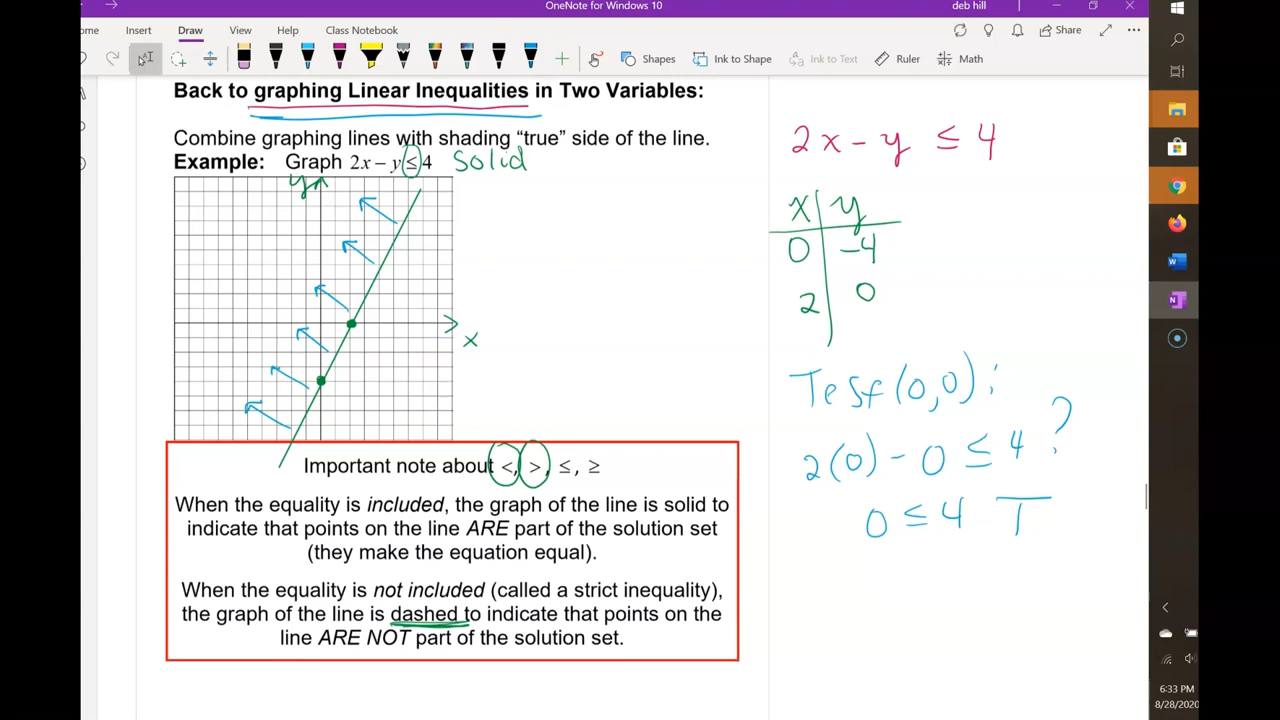 OneNote for Windows 10
deb hill
ome Insert Draw View Help Class Notebook
Share
Shapes Ink to Shape Ink to Text Ruler Math
Back to graphing Linear Inequalities in Two Variables:
Combine graphing lines with shading “true” side of the line.
Example: Graph 2x − y ≤ 4 Solid
y
x
Important note about <, >, ≤, ≥
When the equality is included, the graph of the line is solid to
indicate that points on the line ARE part of the solution set
(they make the equation equal).
When the equality is not included (called a strict inequality),
the graph of the line is dashed to indicate that points on the
line ARE NOT part of the solution set.
2x - y ≤ 4
x y
0 -4
2 0
Test (0,0):
2(0) - 0 ≤ 4 ?
0 ≤ 4 T
6:33 PM
8/28/2020